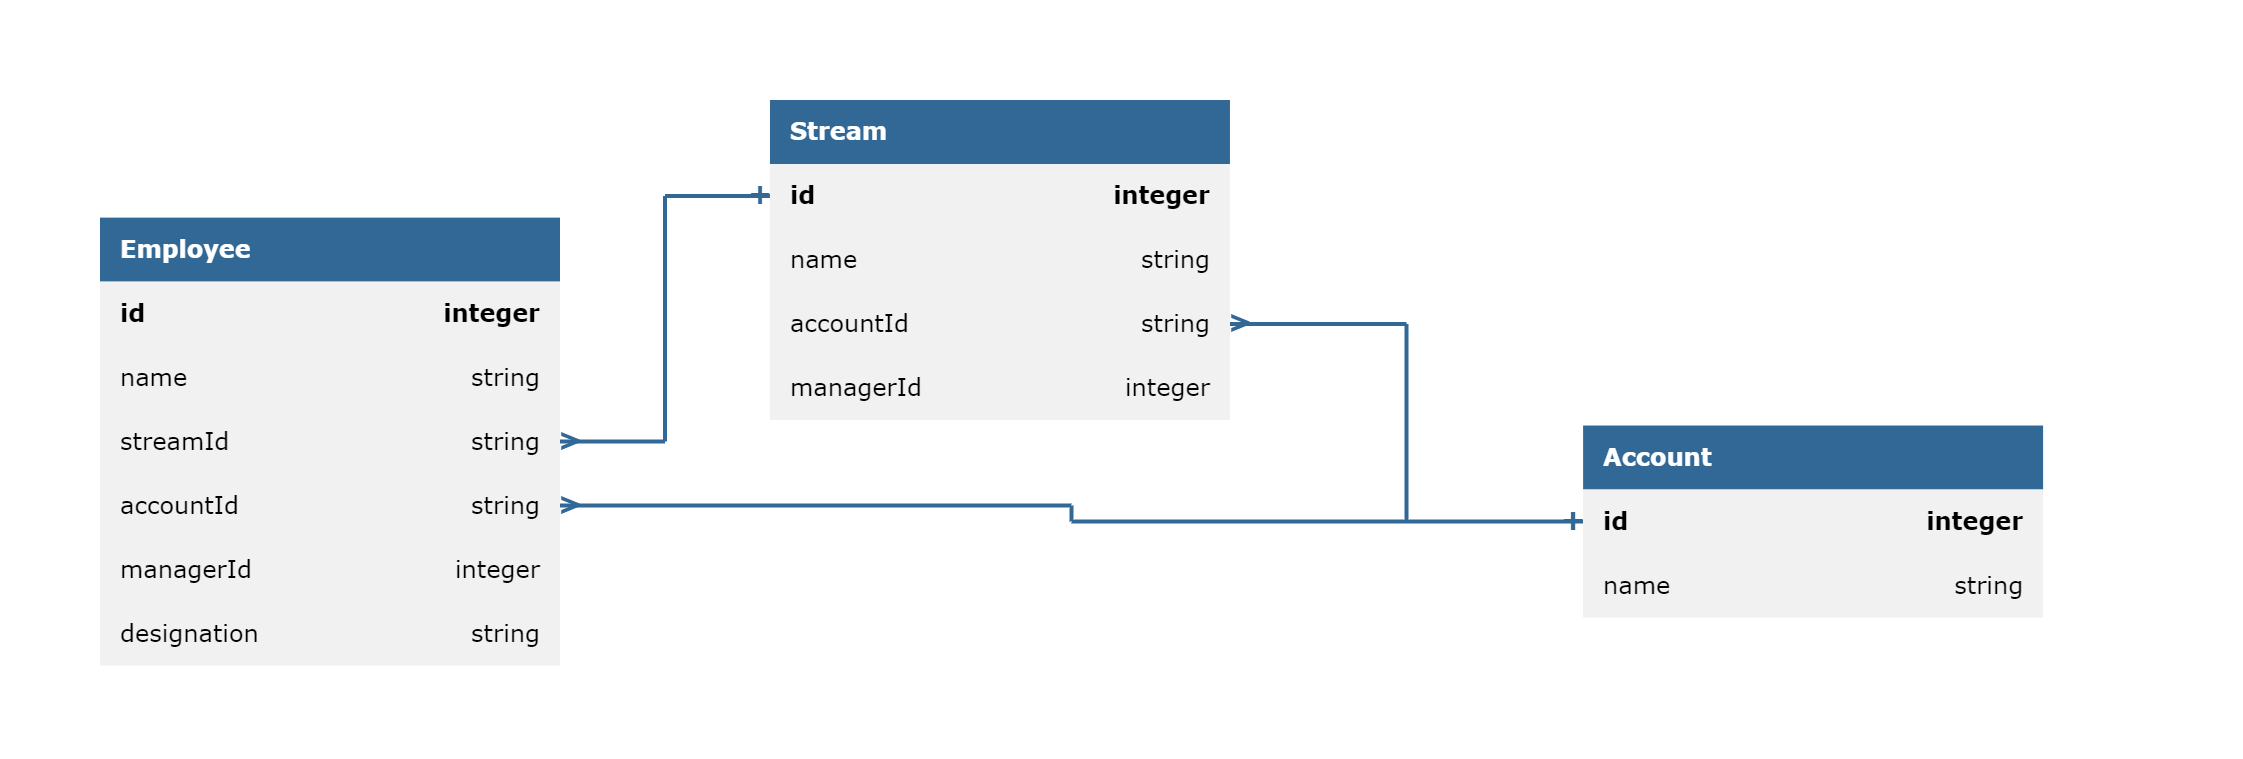 Employee
id integer
name string
streamId string
accountId string
managerId integer
designation string
Stream
id integer
name string
accountId string
managerId integer
Account
id integer
name string